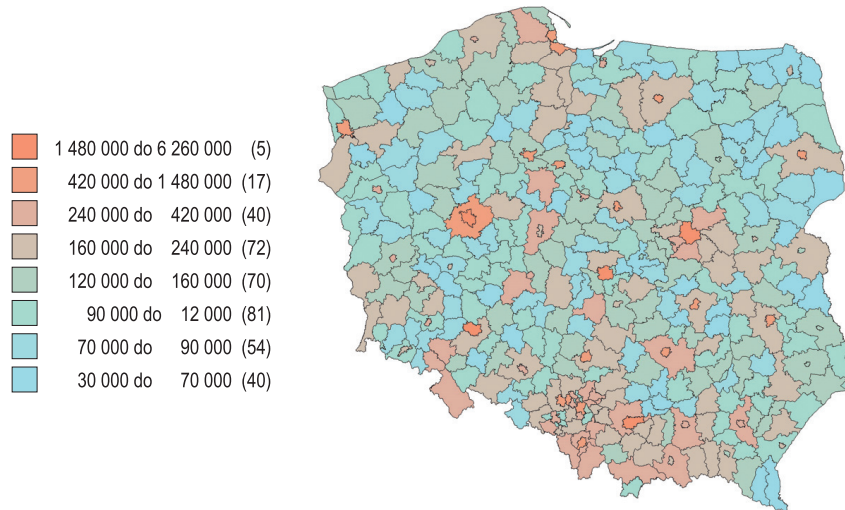 1 480 000 do 6 260 000 (5)
420 000 do 1 480 000 (17)
240 000 do 420 000 (40)
160 000 do 240 000 (72)
120 000 do 160 000 (70)
90 000 do 12 000 (81)
70 000 do 90 000 (54)
30 000 do 70 000 (40)